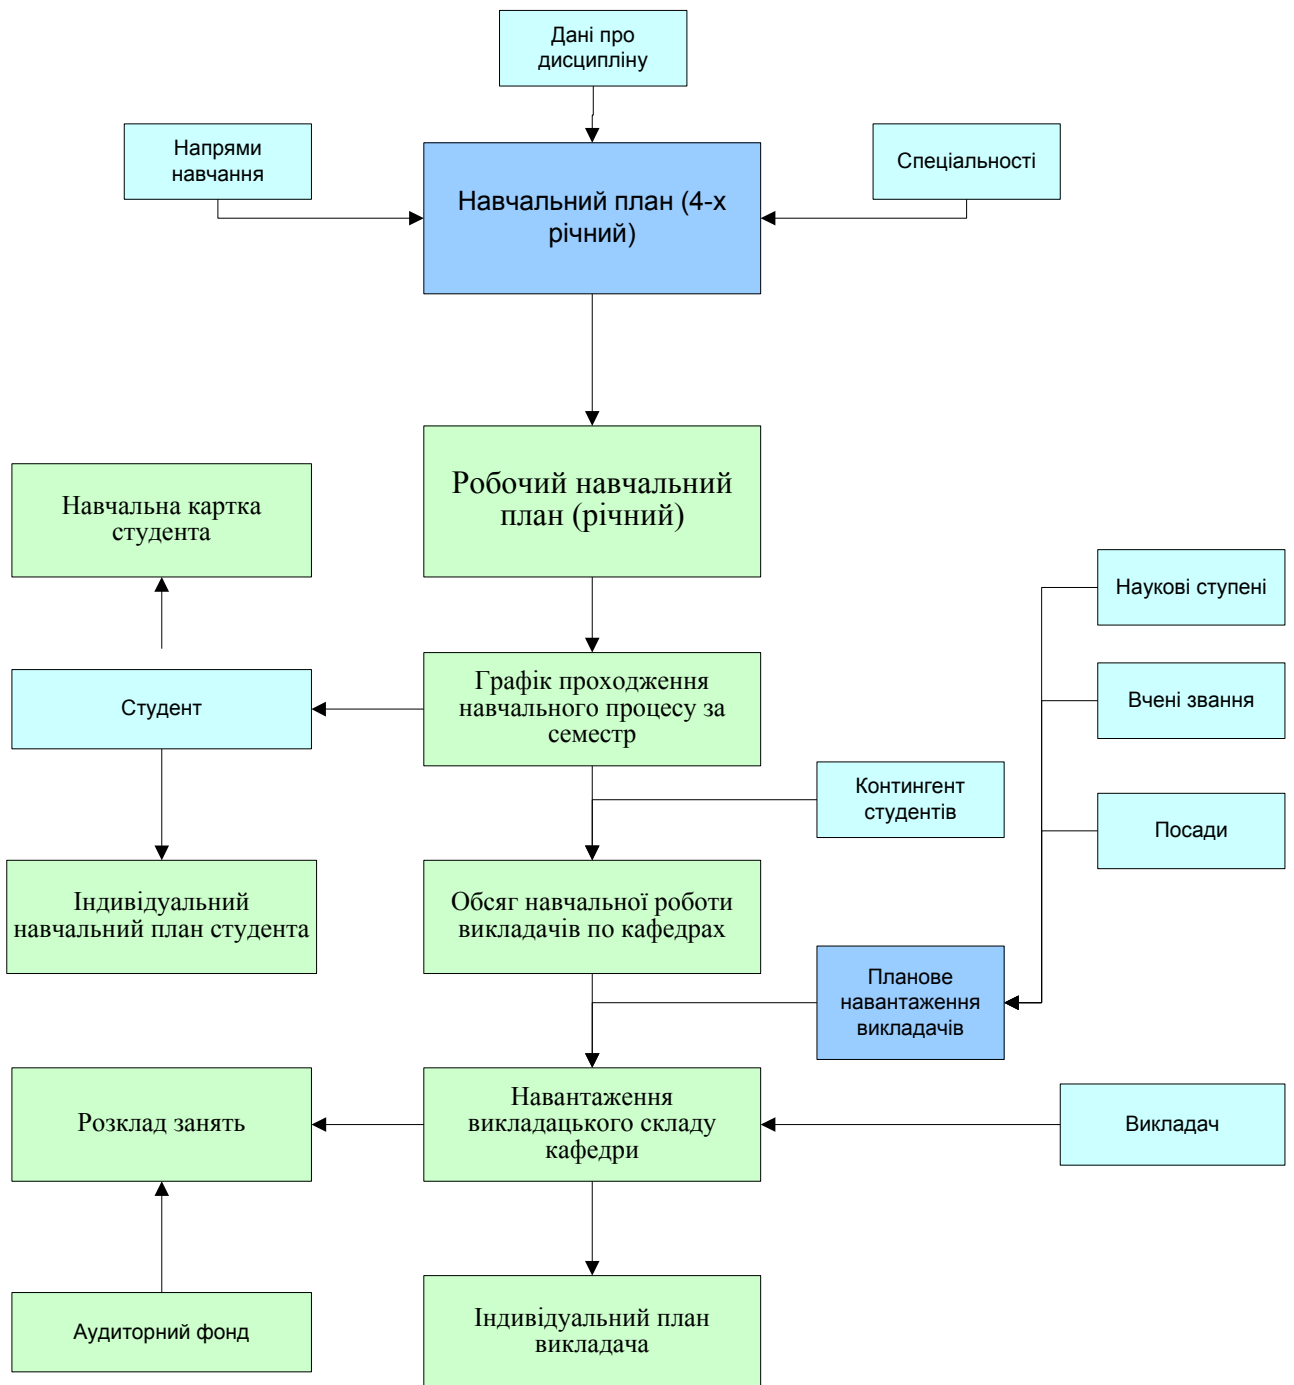 Дані про
дисципліну
Напрями
навчання
Спеціальності
Навчальний план (4-х
річний)
Робочий навчальний
план (річний)
Навчальна картка
студента
Наукові ступені
Вчені звання
Студент
Графік проходження
навчального процесу за
семестр
Контингент
студентів
Посади
Індивідуальний
навчальний план студента
Обсяг навчальної роботи
викладачів по кафедрах
Планове
навантаження
викладачів
Розклад занять
Навантаження
викладацького складу
кафедри
Викладач
Аудиторний фонд
Індивідуальний план
викладача